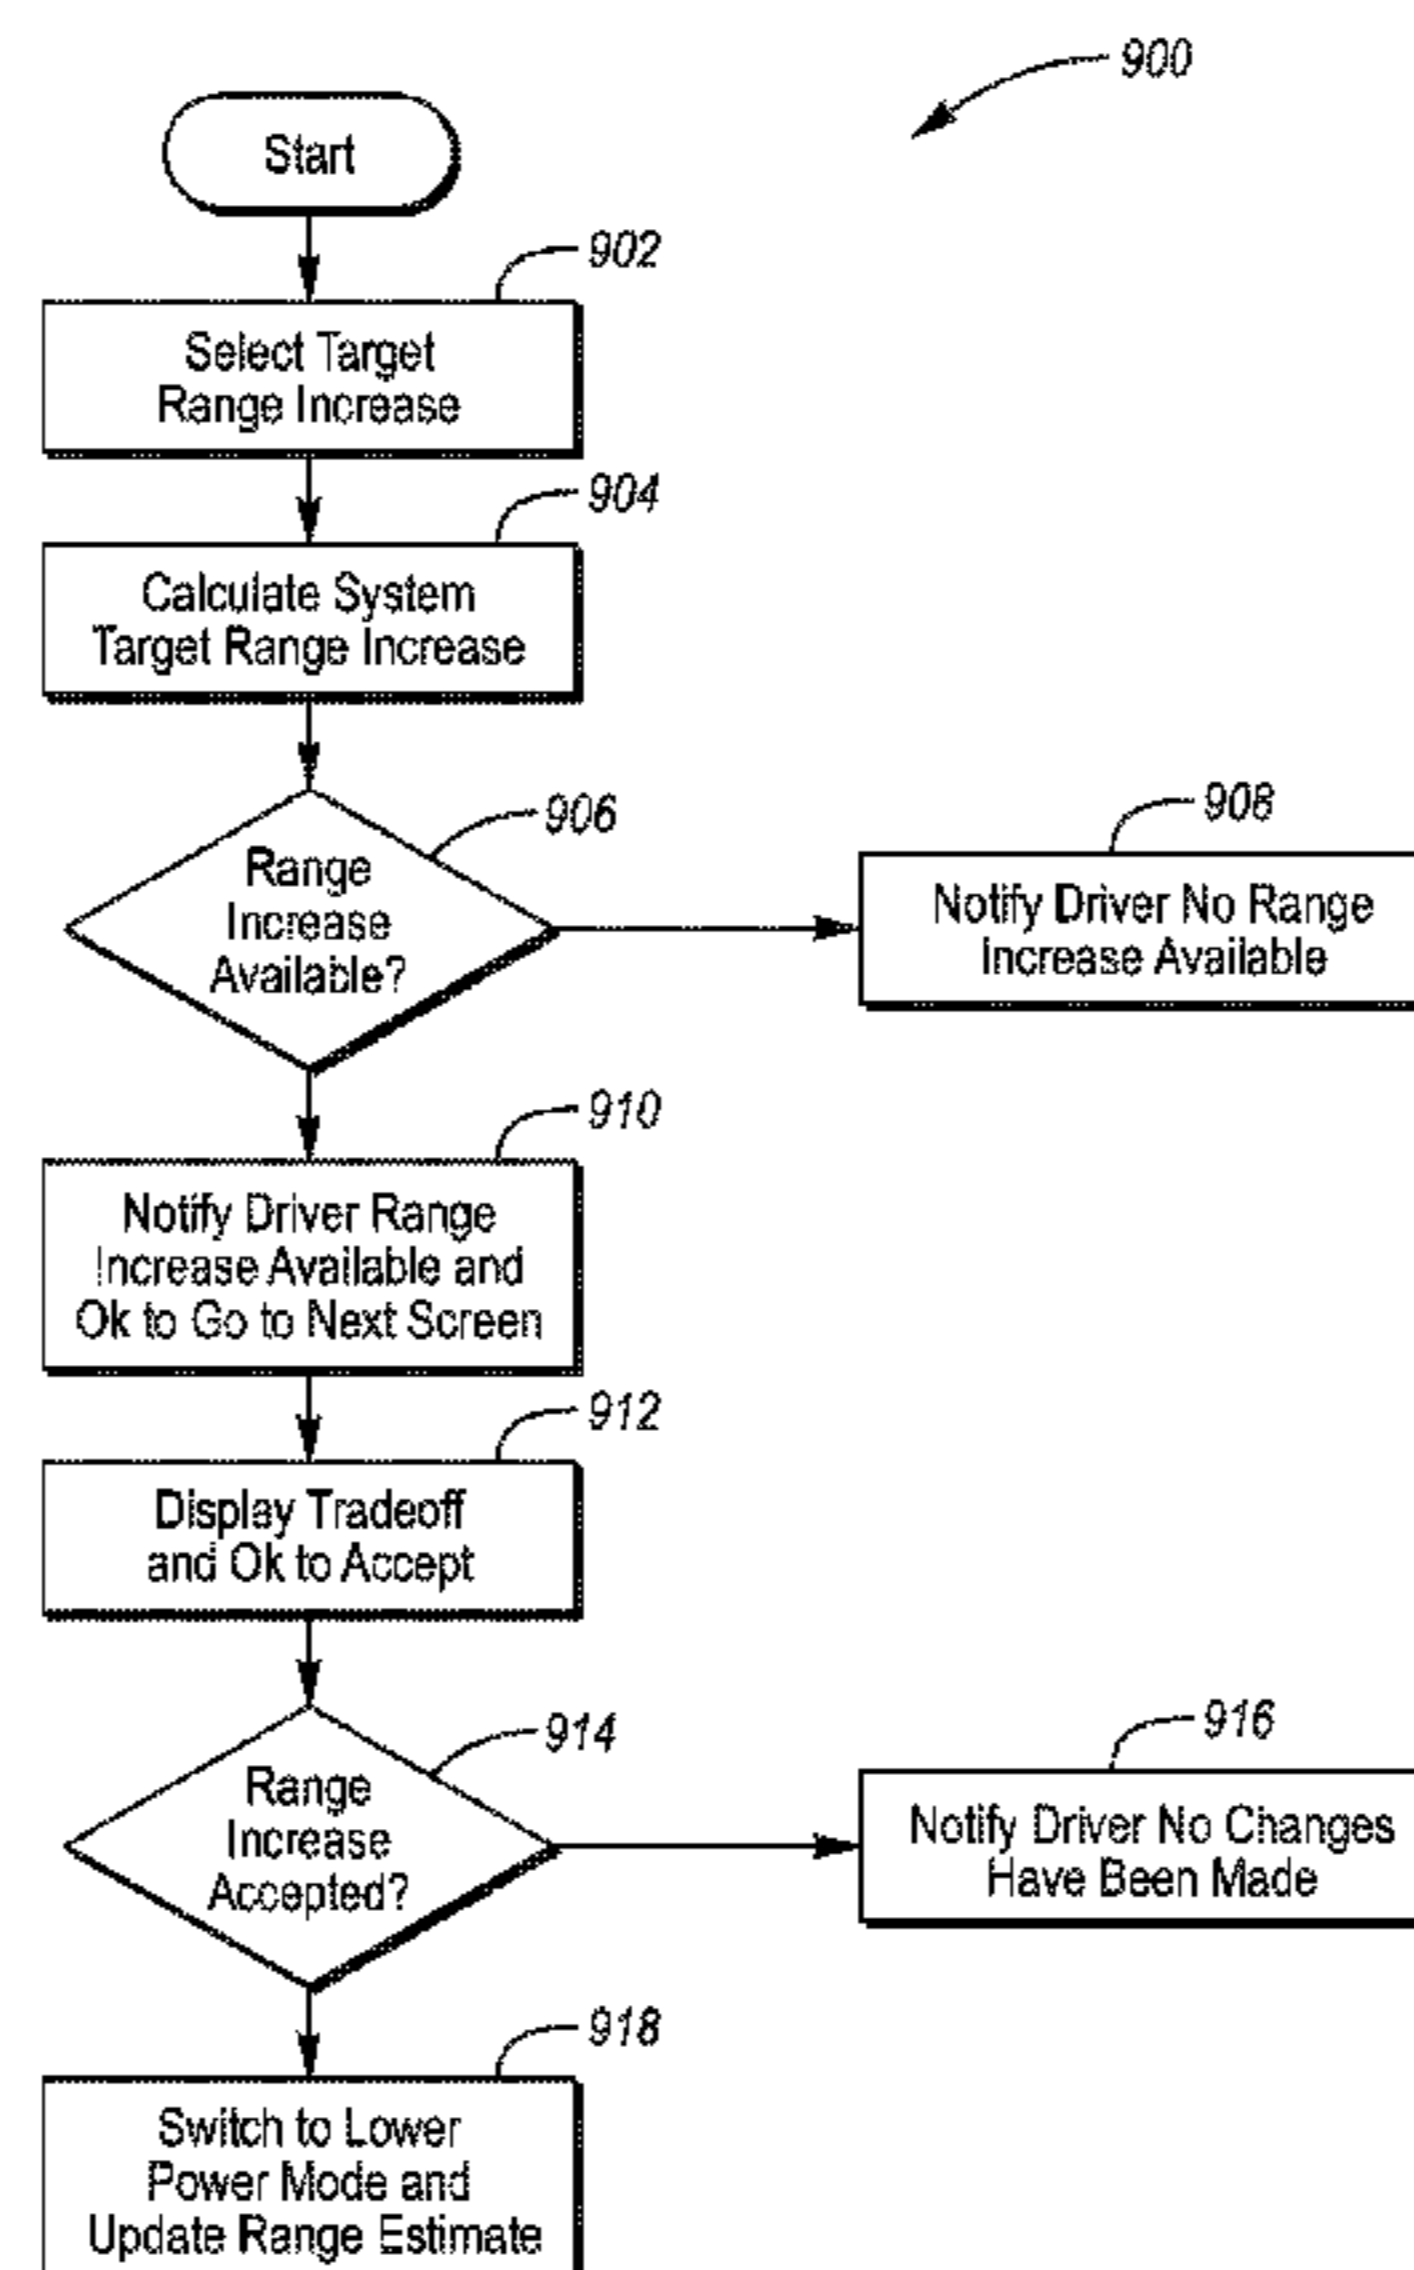 900
Start
902
Select Target
Range Increase
904
Calculate System
Target Range Increase
906
Range
Increase
Available?
908
Notify Driver No Range
Increase Available
910
Notify Driver Range
Increase Available and
Ok to Go to Next Screen
912
Display Tradeoff
and Ok to Accept
914
Range
Increase
Accepted?
916
Notify Driver No Changes
Have Been Made
918
Switch to Lower
Power Mode and
Update Range Estimate